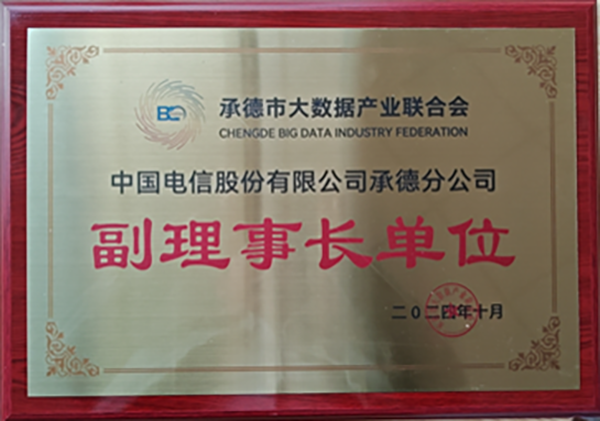 承德市大数据产业联合会
CHENGDE BIG DATA INDUSTRY FEDERATION
中国电信股份有限公司承德分公司
副理事长单位
二〇二四年十月